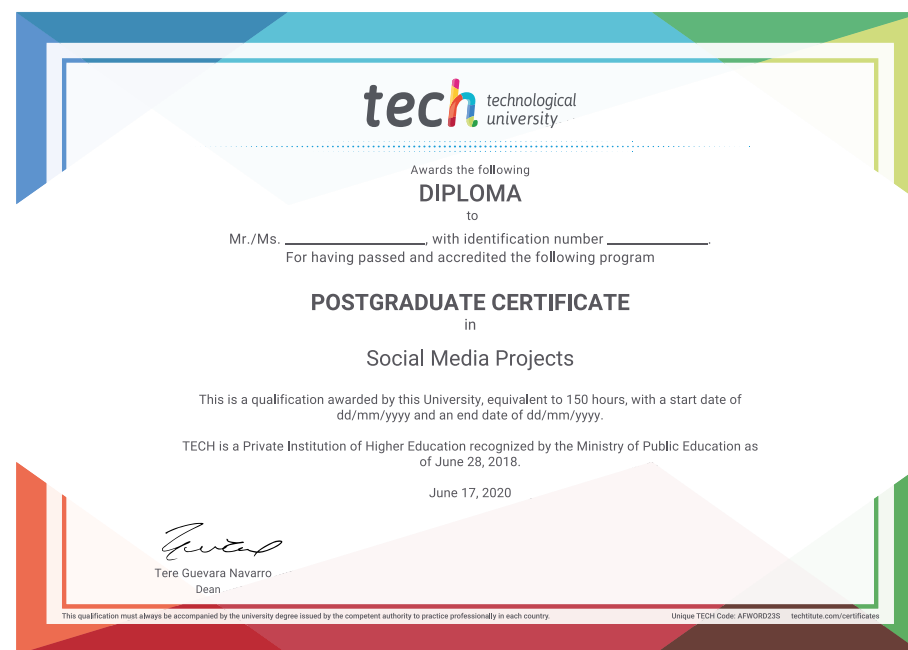 tech technological
university
Awards the following
DIPLOMA
to
Mr./Ms. ____________, with identification number ____________.
For having passed and accredited the following program
POSTGRADUATE CERTIFICATE
in
Social Media Projects
This is a qualification awarded by this University, equivalent to 150 hours, with a start date of
dd/mm/yyyy and an end date of dd/mm/yyyy.
TECH is a Private Institution of Higher Education recognized by the Ministry of Public Education as
of June 28, 2018.
June 17, 2020
Tere Guevara Navarro
Dean
This qualification must always be accompanied by the university degree issued by the competent authority to practice professionally in each country. Unique TECH Code: AFWORD23S techtitute.com/certificates